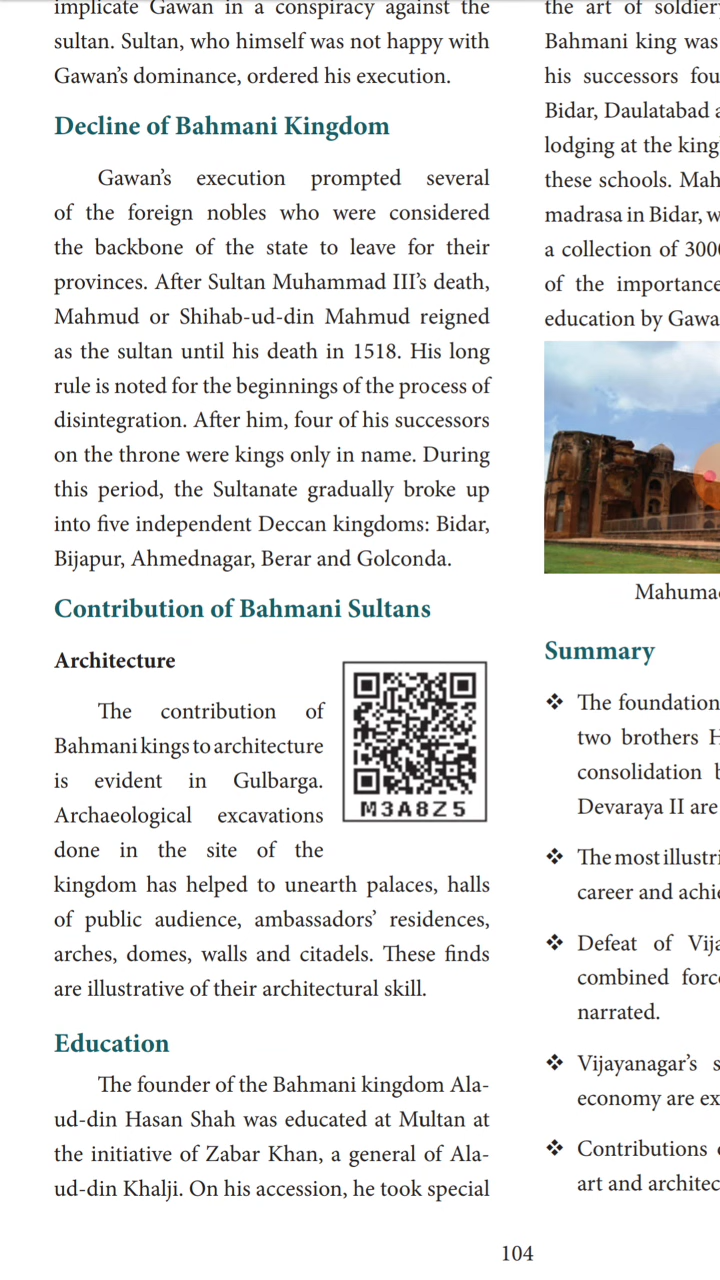 implicate Gawan in a conspiracy against the
sultan. Sultan, who himself was not happy with
Gawan's dominance, ordered his execution.
Decline of Bahmani Kingdom
Gawan's execution prompted several
of the foreign nobles who were considered
the backbone of the state to leave for their
provinces. After Sultan Muhammad III's death,
Mahmud or Shihab-ud-din Mahmud reigned
as the sultan until his death in 1518. His long
rule is noted for the beginnings of the process of
disintegration. After him, four of his successors
on the throne were kings only in name. During
this period, the Sultanate gradually broke up
into five independent Deccan kingdoms: Bidar,
Bijapur, Ahmednagar, Berar and Golconda.
Contribution of Bahmani Sultans
Architecture
The contribution of
Bahmani kings to architecture
is evident in Gulbarga.
Archaeological excavations
done in the site of the
kingdom has helped to unearth palaces, halls
of public audience, ambassadors' residences,
arches, domes, walls and citadels. These finds
are illustrative of their architectural skill.
M3A8Z5
Education
The founder of the Bahmani kingdom Ala-
ud-din Hasan Shah was educated at Multan at
the initiative of Zabar Khan, a general of Ala-
ud-din Khalji. On his accession, he took special
the art of soldier
Bahmani king was
his successors fou
Bidar, Daulatabad
lodging at the king
these schools. Mah
madrasa in Bidar, w
a collection of 300
of the importance
education by Gawa
Mahuma
Summary
❖ The foundation
two brothers H
consolidation b
Devaraya II are
❖ The most illustri
career and achie
❖ Defeat of Vija
combined forc
narrated.
❖ Vijayanagar's s
economy are ex
❖ Contributions
art and architec
104